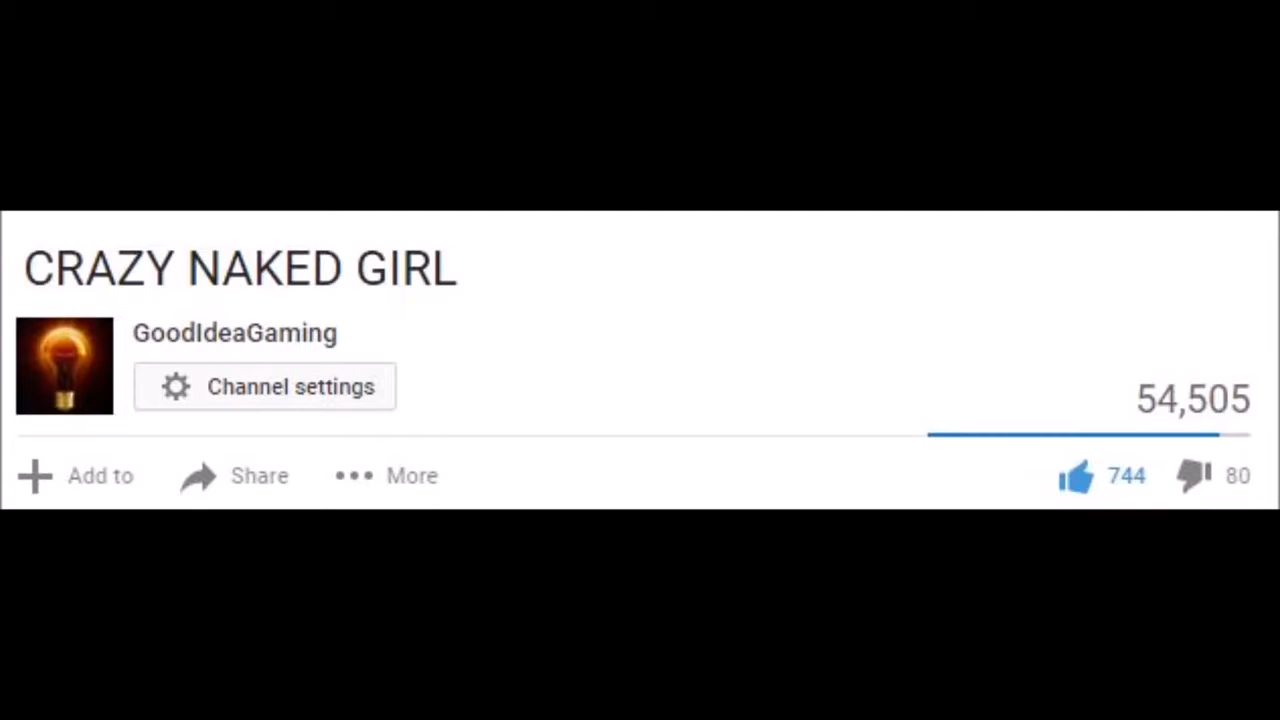 CRAZY NAKED GIRL
GoodIdeaGaming
Channel settings
54,505
Add to Share More 744 80